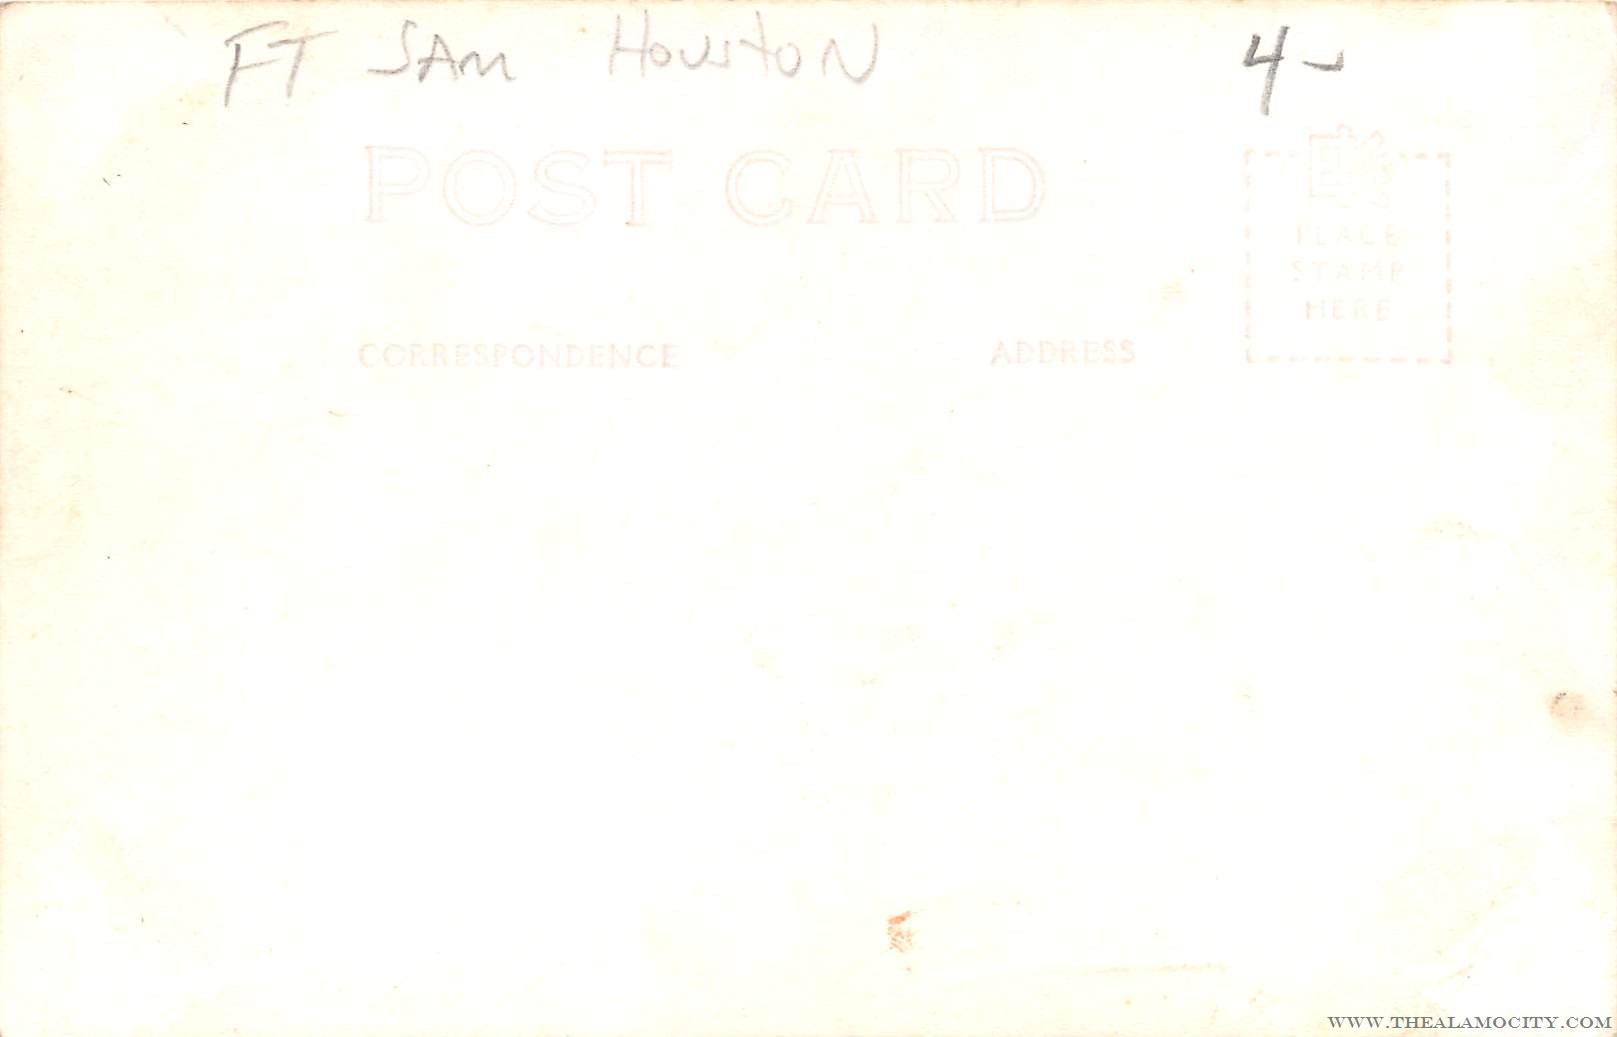 FT SAM HOUSTON 4-
POST CARD
PLACE
STAMP
HERE
CORRESPONDENCE ADDRESS
WWW.THEALAMOCITY.COM